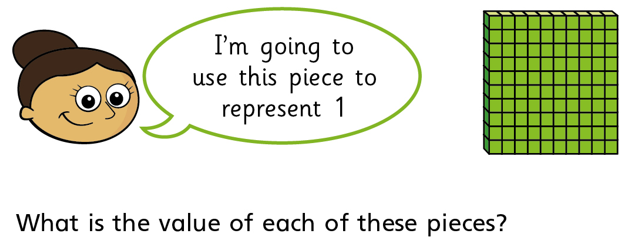 I'm going to
use this piece to
represent 1
What is the value of each of these pieces?